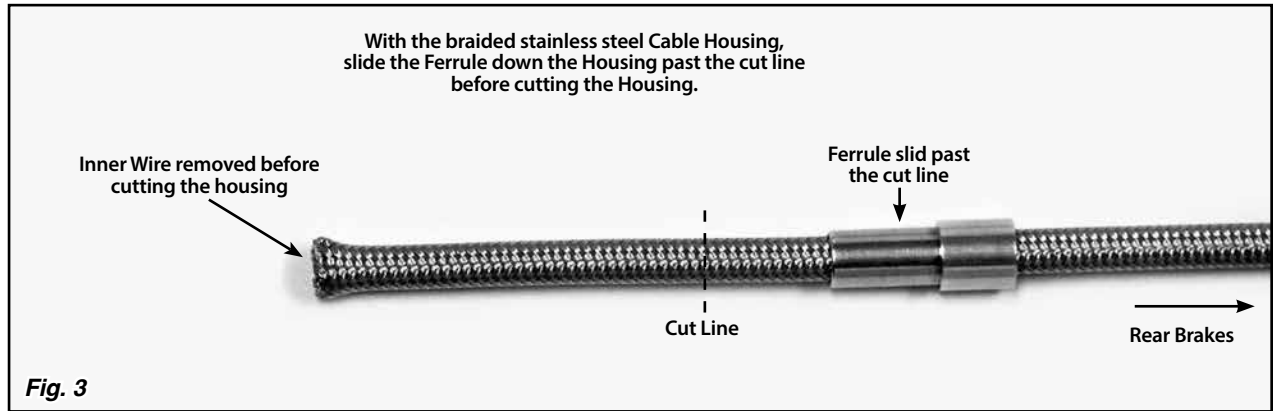 With the braided stainless steel Cable Housing,
slide the Ferrule down the Housing past the cut line
before cutting the Housing.
Inner Wire removed before
cutting the housing
Ferrule slid past
the cut line
Cut Line
Rear Brakes
Fig. 3